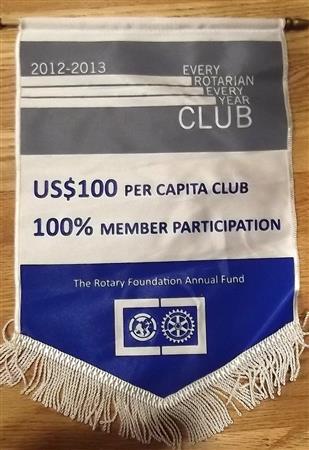 2012-2013
EVERY
ROTARIAN
EVERY
YEAR
CLUB
US$100 PER CAPITA CLUB
100% MEMBER PARTICIPATION
The Rotary Foundation Annual Fund